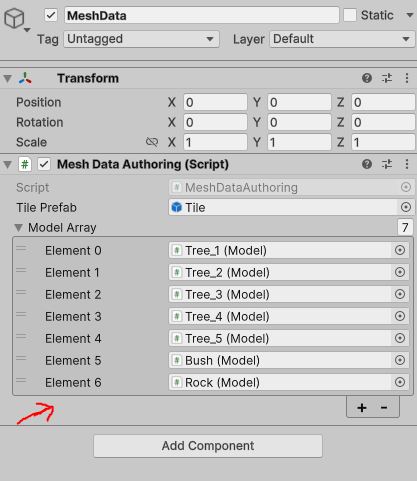 MeshData Static
Tag Untagged Layer Default
Transform
Position X 0 Y 0 Z 0
Rotation X 0 Y 0 Z 0
Scale X 1 Y 1 Z 1
# Mesh Data Authoring (Script)
Script # MeshDataAuthoring
Tile Prefab Tile
Model Array 7
Element 0 # Tree_1 (Model)
Element 1 # Tree_2 (Model)
Element 2 # Tree_3 (Model)
Element 3 # Tree_4 (Model)
Element 4 # Tree_5 (Model)
Element 5 # Bush (Model)
Element 6 # Rock (Model)
+ -
Add Component